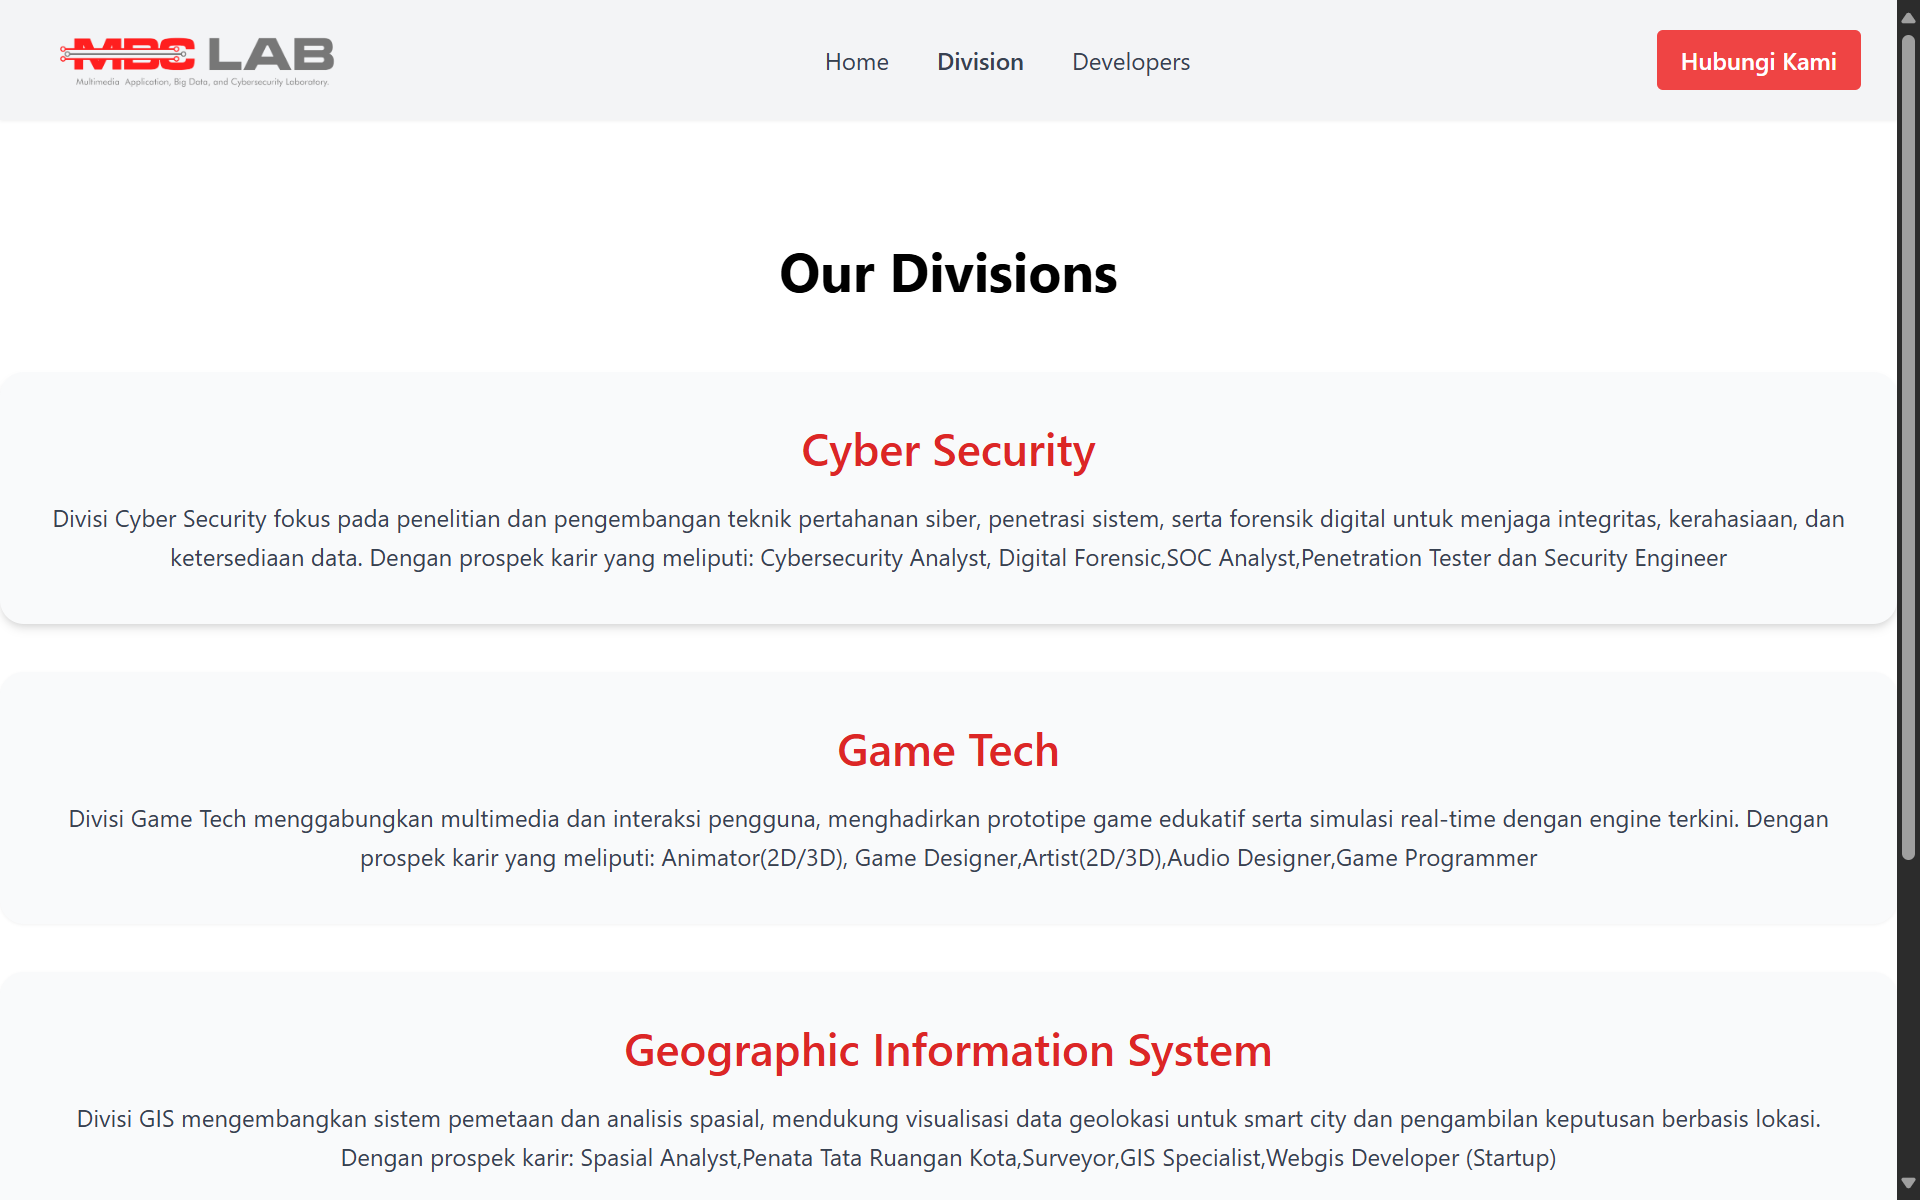 MBC LAB
Multimedia Application, Big Data, and Cybersecurity Laboratory.
Home
Division
Developers
Hubungi Kami
Our Divisions
Cyber Security
Divisi Cyber Security fokus pada penelitian dan pengembangan teknik pertahanan siber, penetrasi sistem, serta forensik digital untuk menjaga integritas, kerahasiaan, dan
ketersediaan data. Dengan prospek karir yang meliputi: Cybersecurity Analyst, Digital Forensic,SOC Analyst,Penetration Tester dan Security Engineer
Game Tech
Divisi Game Tech menggabungkan multimedia dan interaksi pengguna, menghadirkan prototipe game edukatif serta simulasi real-time dengan engine terkini. Dengan
prospek karir yang meliputi: Animator(2D/3D), Game Designer,Artist(2D/3D),Audio Designer,Game Programmer
Geographic Information System
Divisi GIS mengembangkan sistem pemetaan dan analisis spasial, mendukung visualisasi data geolokasi untuk smart city dan pengambilan keputusan berbasis lokasi.
Dengan prospek karir: Spasial Analyst,Penata Tata Ruangan Kota,Surveyor,GIS Specialist,Webgis Developer (Startup)